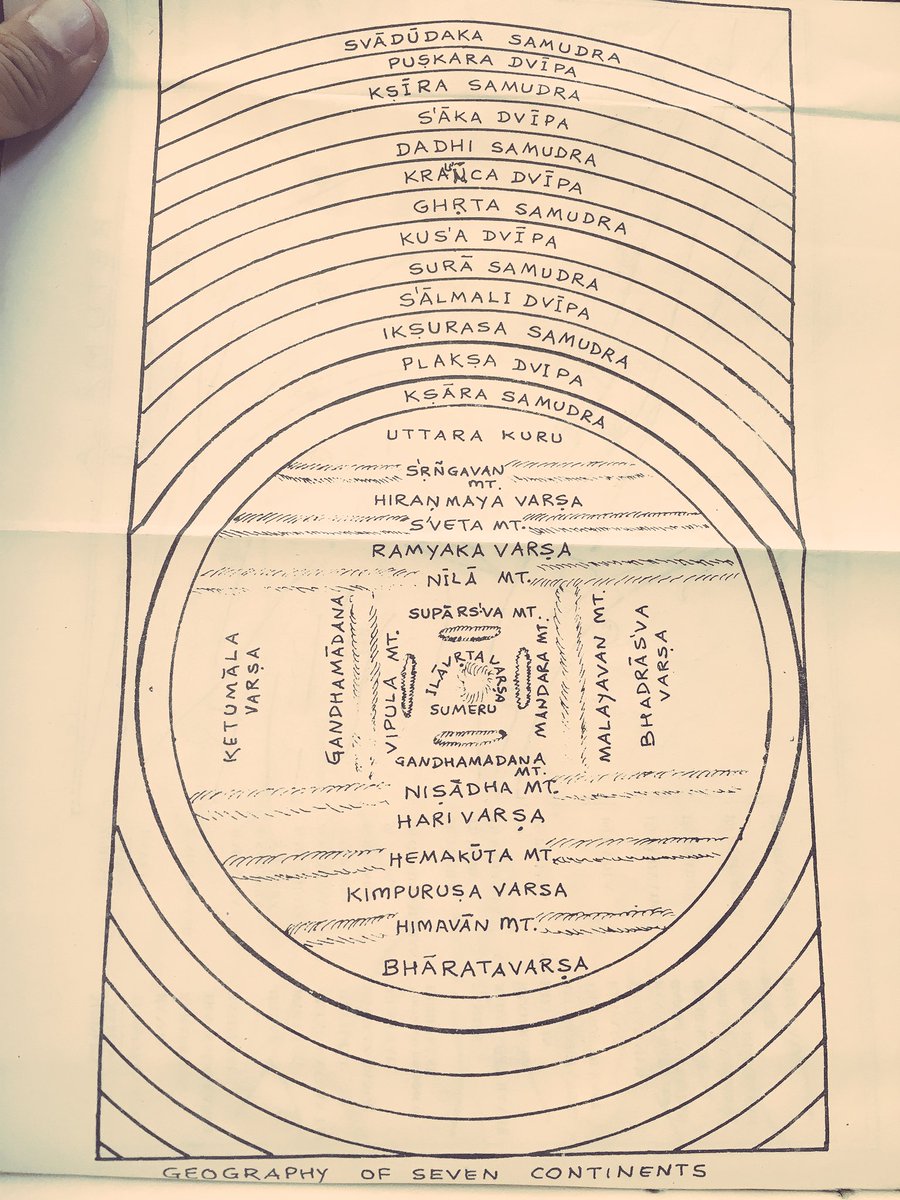 SVĀDŪDAKA SAMUDRA
PUṢKARA DVĪPA
KṢĪRA SAMUDRA
S'ĀKA DVĪPA
DADHI SAMUDRA
DVĪPA
GHṚTA SAMUDRA
KUS'A DVĪPA
SURĀ SAMUDRA
S'ĀLMALI DVĪPA
IKṢURASA SAMUDRA
PLAKṢA DVIPA
KṢĀRA SAMUDRA
UTTARA KURU
S'ṚÑGAVAN
MT.
HIRAṆMAYA VARṢA
S'VETA MT.
RAMYAKA VARṢA
NĪLĀ MT.
KETUMĀLA
VARṢA
GANDHAMĀDANA
VIPULA MT.
SUPĀRS'VA MT.
ILĀVṚTA VARṢA
SUMERU
GANDHAMADANA
MT.
MANDARA MT.
MALAYAVAN MT.
BHADRĀS'VA
VARṢA
NIṢĀDHA MT.
HARI VARṢA
HEMAKŪTA MT.
KIMPURUṢA VARSA
HIMAVĀN MT.
BHĀRATAVARṢA
GEOGRAPHY OF SEVEN CONTINENTS